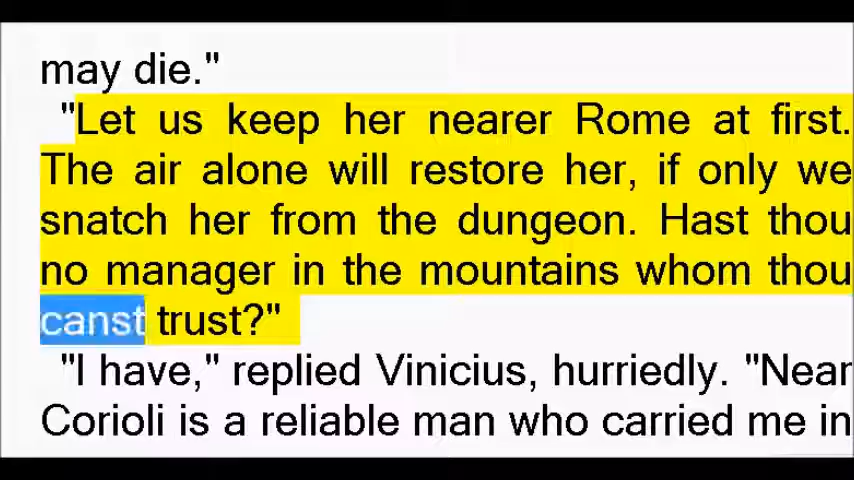 may die."
"Let us keep her nearer Rome at first.
The air alone will restore her, if only we
snatch her from the dungeon. Hast thou
no manager in the mountains whom thou
canst trust?"
"I have," replied Vinicius, hurriedly. "Near
Corioli is a reliable man who carried me in